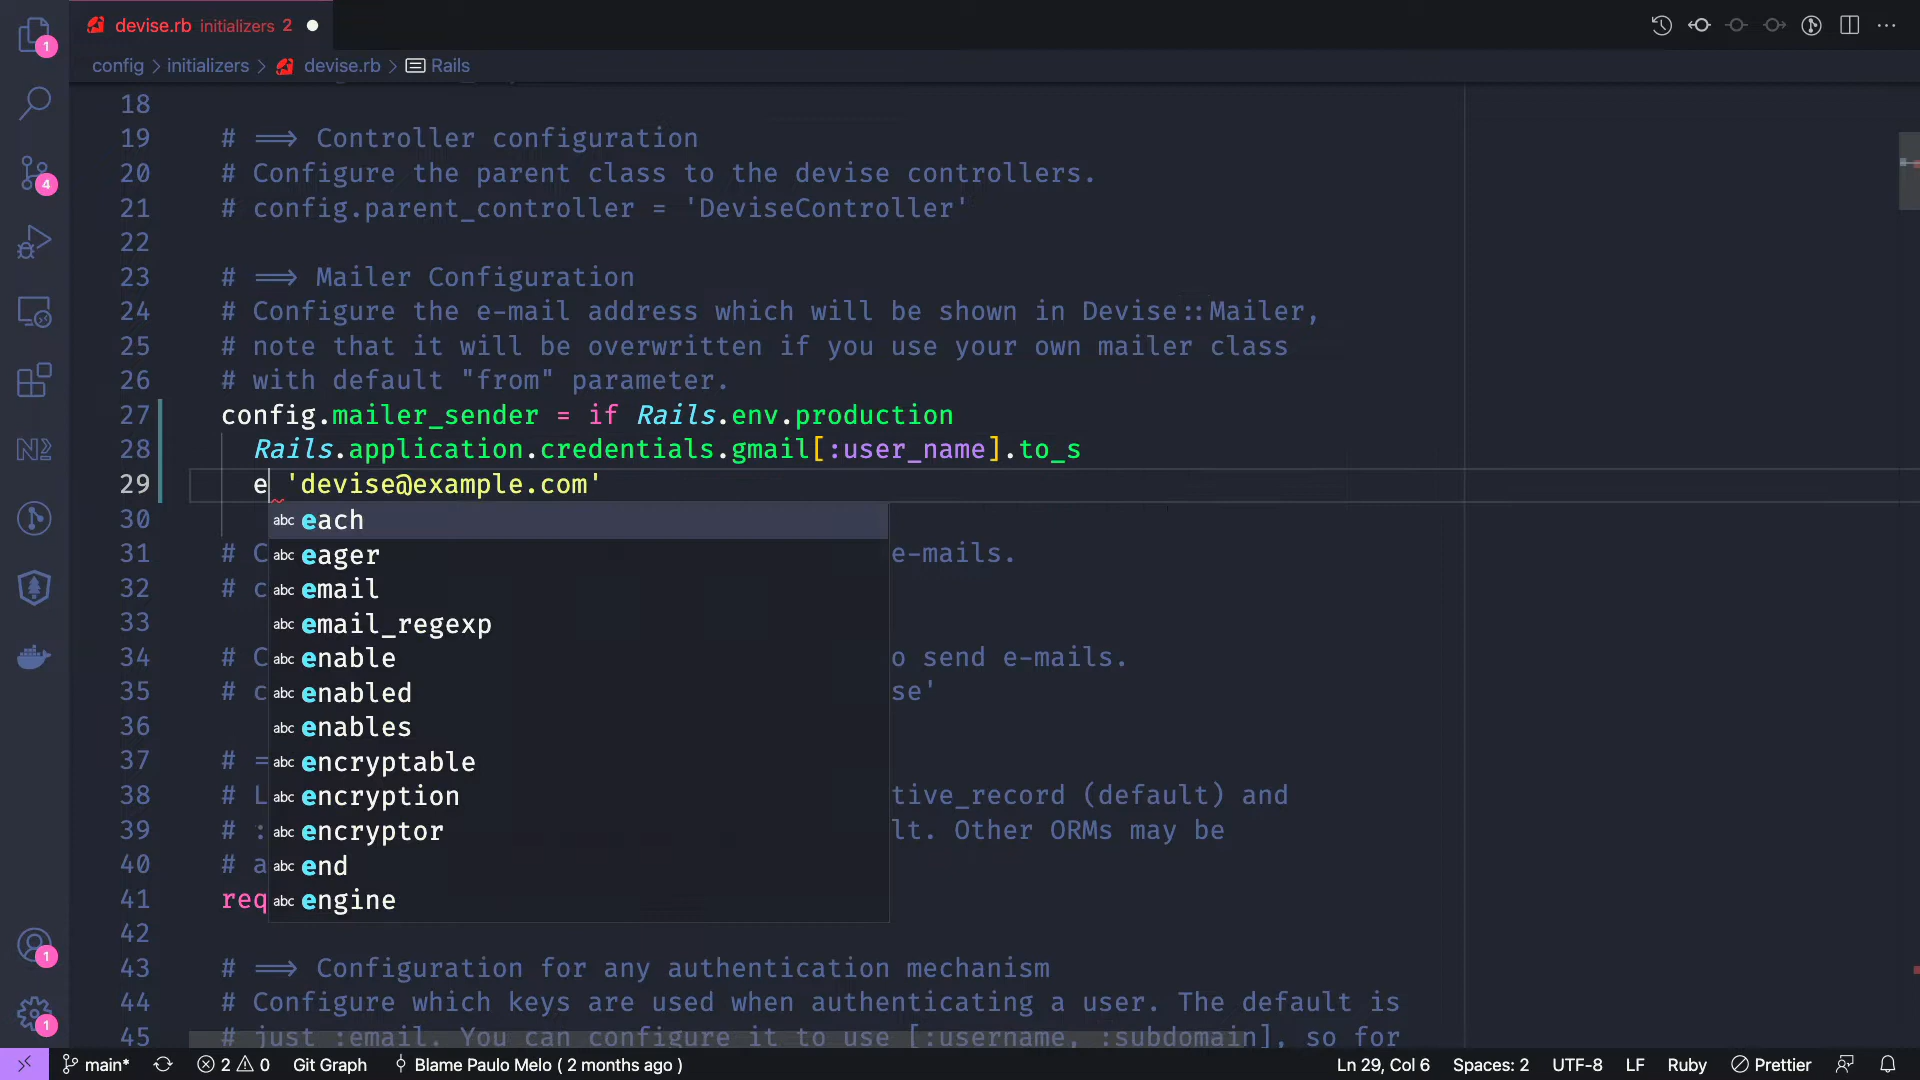 1
devise.rb initializers 2
config > initializers > devise.rb > Rails
18
19 # ==> Controller configuration
20 # Configure the parent class to the devise controllers.
21 # config.parent_controller = 'DeviseController'
22
23 # ==> Mailer Configuration
24 # Configure the e-mail address which will be shown in Devise::Mailer,
25 # note that it will be overwritten if you use your own mailer class
26 # with default "from" parameter.
27 config.mailer_sender = if Rails.env.production
28 Rails.application.credentials.gmail[:user_name].to_s
29 e 'devise@example.com'
30 abc each
abc eager
31 # C e-mails.
32 # c abc email
33 abc email_regexp
34 # C abc enable o send e-mails.
35 # c abc enabled se'
36 abc enables
37 # = abc encryptable
38 # L abc encryption tive_record (default) and
39 # : abc encryptor lt. Other ORMs may be
40 # a abc end
41 req abc engine
42
43 # ==> Configuration for any authentication mechanism
44 # Configure which keys are used when authenticating a user. The default is
45 # just :email. You can configure it to use [:username, :subdomain], so for
4
1
1
main* 2 0 Git Graph Blame Paulo Melo ( 2 months ago ) Ln 29, Col 6 Spaces: 2 UTF-8 LF Ruby Prettier